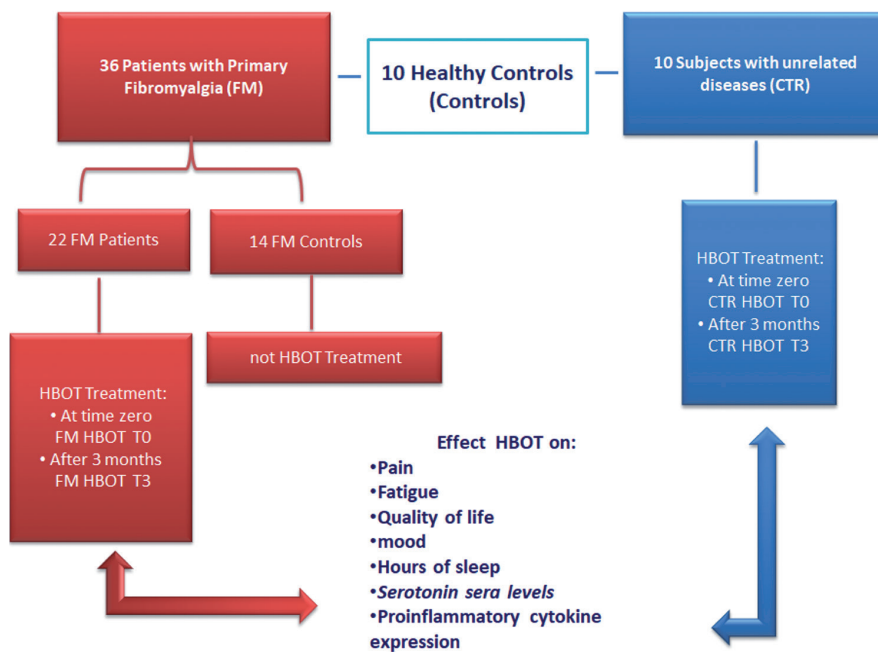 36 Patients with Primary
Fibromyalgia (FM)
10 Healthy Controls
(Controls)
10 Subjects with unrelated
diseases (CTR)
22 FM Patients
14 FM Controls
not HBOT Treatment
HBOT Treatment:
• At time zero
FM HBOT T0
• After 3 months
FM HBOT T3
HBOT Treatment:
• At time zero
CTR HBOT T0
• After 3 months
CTR HBOT T3
Effect HBOT on:
•Pain
•Fatigue
•Quality of life
•mood
•Hours of sleep
•Serotonin sera levels
•Proinflammatory cytokine
expression